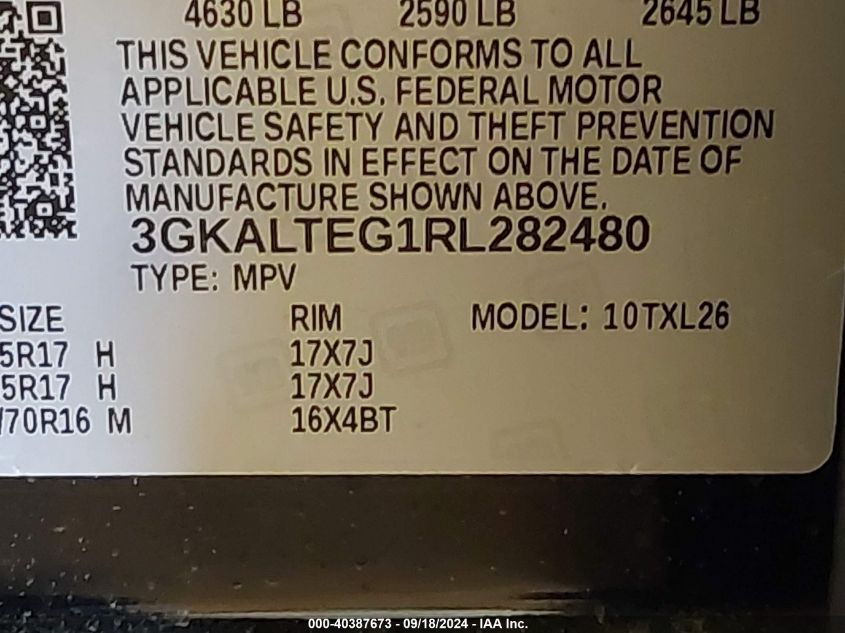 4630 LB 2590 LB 2645 LB
THIS VEHICLE CONFORMS TO ALL
APPLICABLE U.S. FEDERAL MOTOR
VEHICLE SAFETY AND THEFT PREVENTION
STANDARDS IN EFFECT ON THE DATE OF
MANUFACTURE SHOWN ABOVE.
3GKALTEG1RL282480
TYPE: MPV
SIZE RIM MODEL: 10TXL26
5R17 H 17X7J
5R17 H 17X7J
/70R16 M 16X4BT
000-40387673 - 09/18/2024 - IAA Inc.